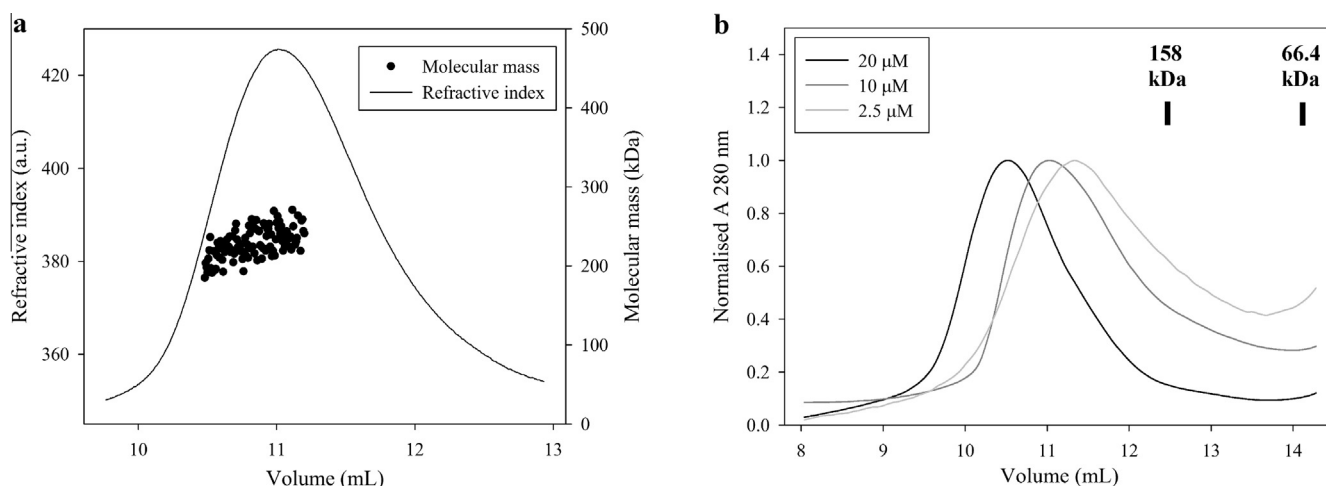 a
Refractive index (a.u.)
420
400
380
360
10
11
12
13
Volume (mL)
500
400
300
200
100
0
Molecular mass (kDa)
Molecular mass
Refractive index
b
Normalised A 280 nm
1.4
1.2
1.0
0.8
0.6
0.4
0.2
0.0
8
9
10
11
12
13
14
Volume (mL)
20 µM
10 µM
2.5 µM
158
kDa
66.4
kDa